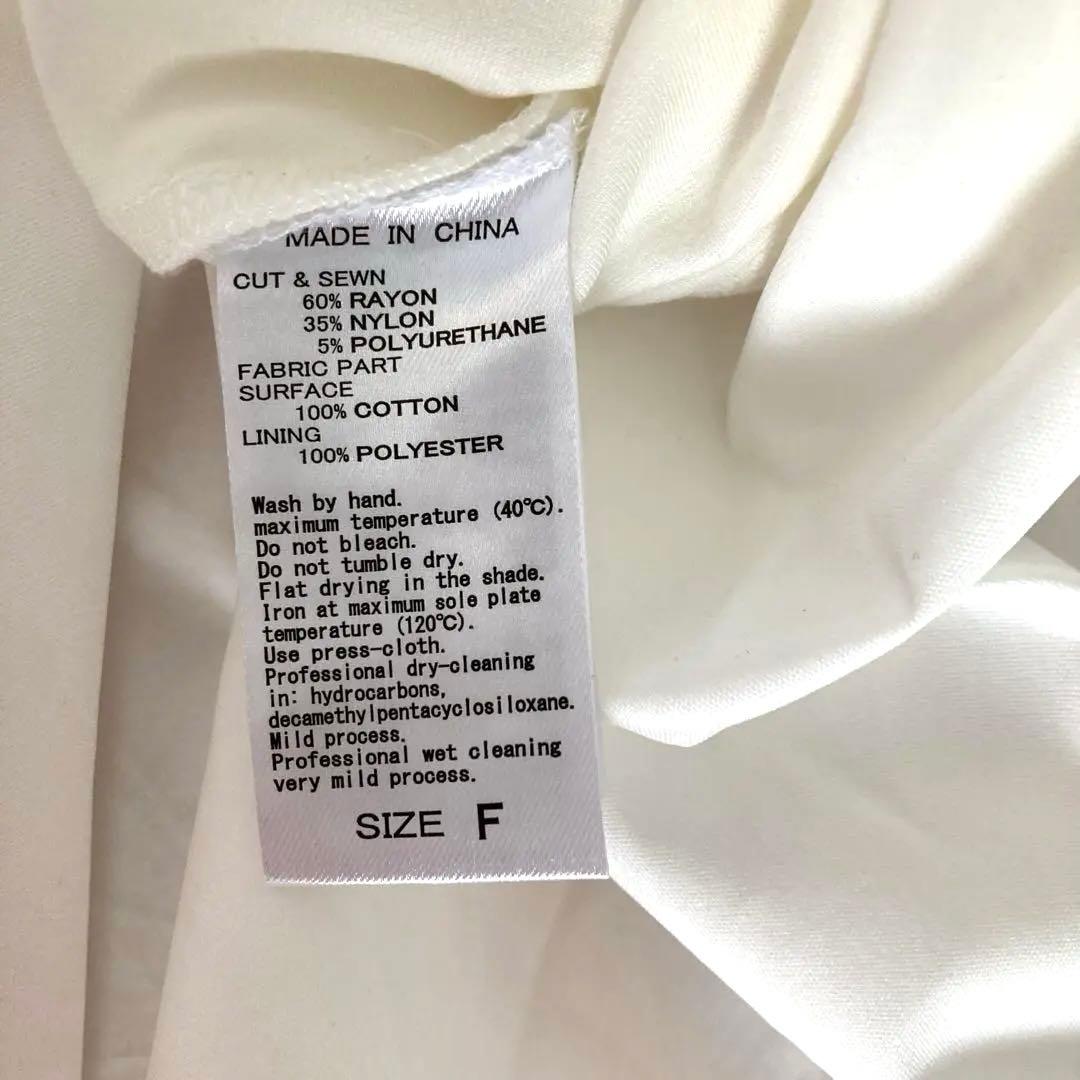 MADE IN CHINA
CUT & SEWN
60% RAYON
35% NYLON
5% POLYURETHANE
FABRIC PART
SURFACE
100% COTTON
LINING
100% POLYESTER
Wash by hand.
maximum temperature (40℃).
Do not bleach.
Do not tumble dry.
Flat drying in the shade.
Iron at maximum sole plate
temperature (120℃).
Use press-cloth.
Professional dry-cleaning
in: hydrocarbons,
decamethylpentacyclosiloxane.
Mild process.
Professional wet cleaning
very mild process.
SIZE F